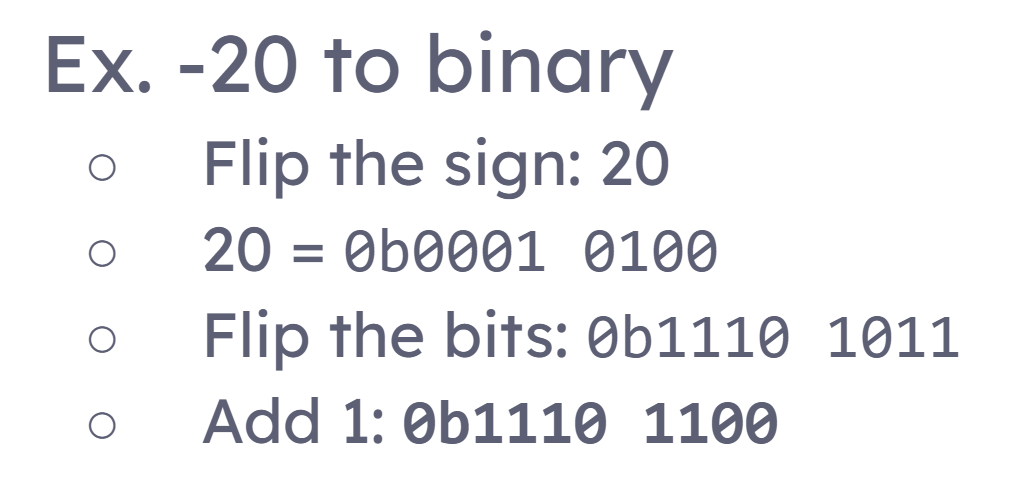 Ex. -20 to binary
○ Flip the sign: 20
○ 20 = 0b0001 0100
○ Flip the bits: 0b1110 1011
○ Add 1: 0b1110 1100